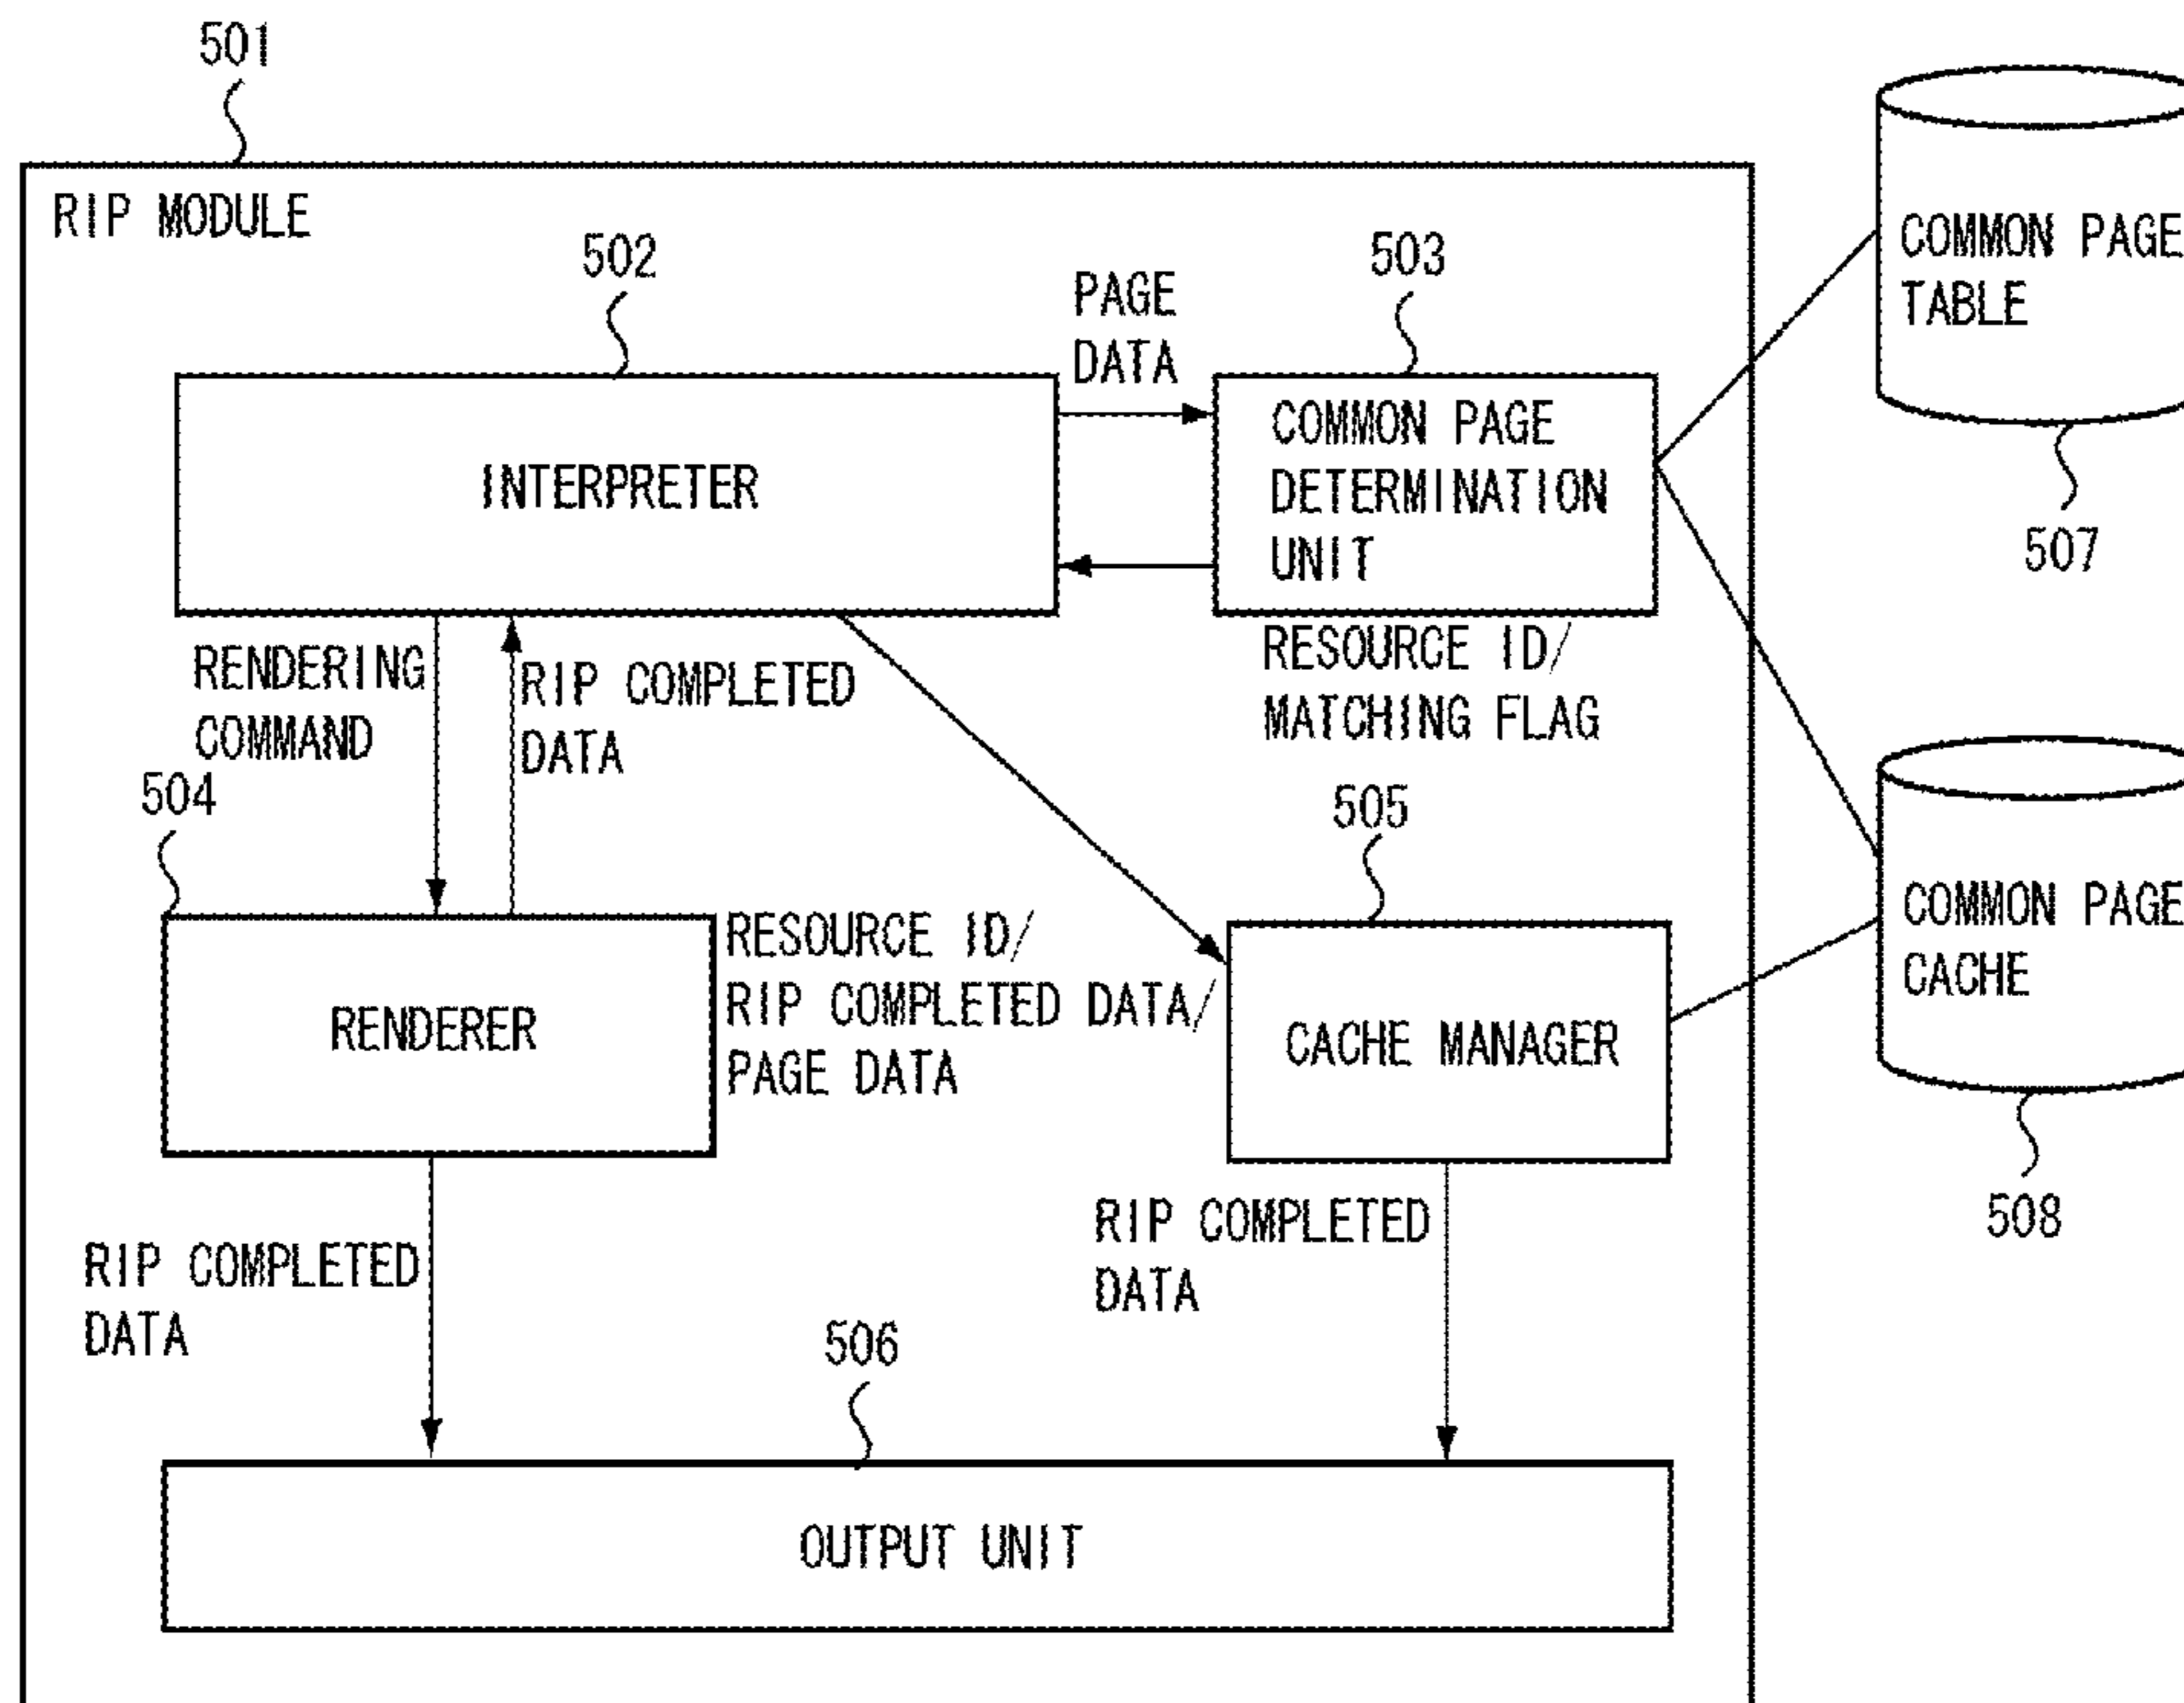 501
RIP MODULE
502
PAGE
DATA
503
COMMON PAGE
TABLE
507
INTERPRETER
COMMON PAGE
DETERMINATION
UNIT
RENDERING
COMMAND
RIP COMPLETED
DATA
RESOURCE ID/
MATCHING FLAG
504
505
RENDERER
RESOURCE ID/
RIP COMPLETED DATA/
PAGE DATA
CACHE MANAGER
COMMON PAGE
CACHE
508
RIP COMPLETED
DATA
RIP COMPLETED
DATA
506
OUTPUT UNIT